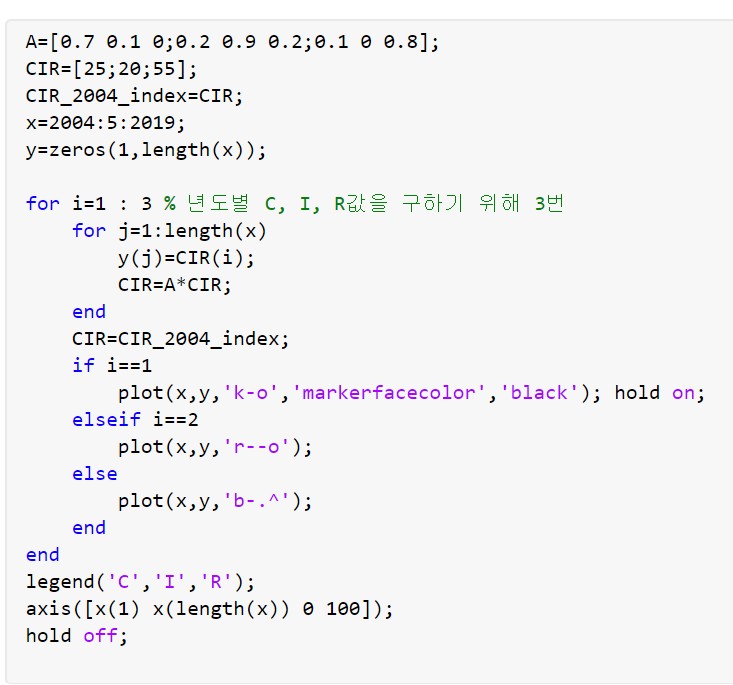 A=[0.7 0.1 0;0.2 0.9 0.2;0.1 0 0.8];
CIR=[25;20;55];
CIR_2004_index=CIR;
x=2004:5:2019;
y=zeros(1,length(x));
for i=1 : 3 % 년도별 C, I, R값을 구하기 위해 3번
for j=1:length(x)
y(j)=CIR(i);
CIR=A*CIR;
end
CIR=CIR_2004_index;
if i==1
plot(x,y,'k-o','markerfacecolor','black'); hold on;
elseif i==2
plot(x,y,'r--o');
else
plot(x,y,'b-.^');
end
end
legend('C','I','R');
axis([x(1) x(length(x)) 0 100]);
hold off;